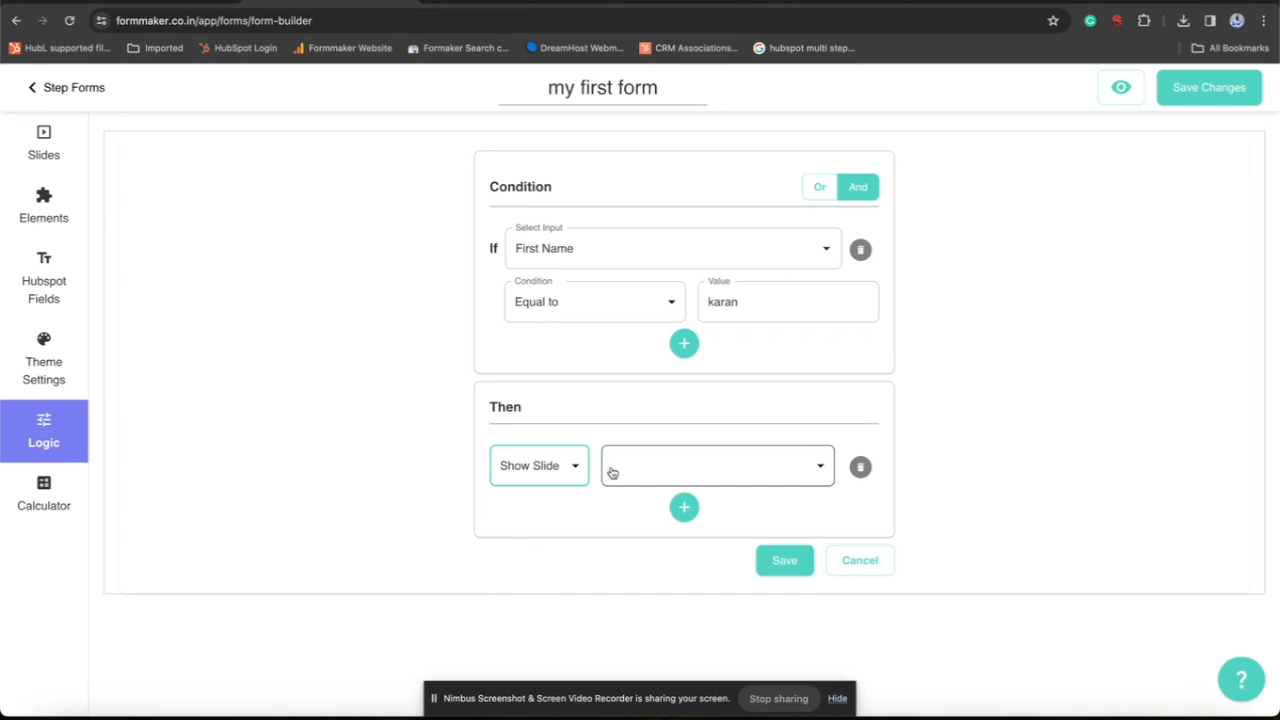 formmaker.co.in/app/forms/form-builder
HubL supported fil... Imported HubSpot Login Formmaker Website Formaker Search c... DreamHost Webm... CRM Associations... hubspot multi step... All Bookmarks
Step Forms
my first form
Save Changes
Slides
Elements
Hubspot
Fields
Theme
Settings
Logic
Calculator
Condition
Or And
Select Input
If First Name
Condition Value
Equal to karan
+
Then
Show Slide
+
Save Cancel
?
Nimbus Screenshot & Screen Video Recorder is sharing your screen. Stop sharing Hide